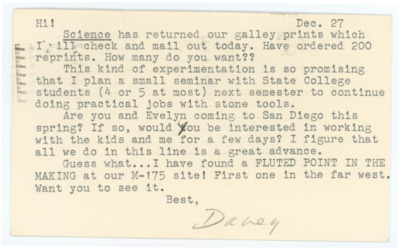 Hi! Dec. 27
Science has returned our galley prints which
I will check and mail out today. Have ordered 200
reprints. How many do you want??
This kind of experimentation is so promising
that I plan a small seminar with State College
students (4 or 5 at most) next semester to continue
doing practical jobs with stone tools.
Are you and Evelyn coming to San Diego this
spring? If so, would you be interested in working
with the kids and me for a few days? I figure that
all we do in this line is a great advance.
Guess what...I have found a FLUTED POINT IN THE
MAKING at our M-175 site! First one in the far west.
Want you to see it.
Best,
Davey